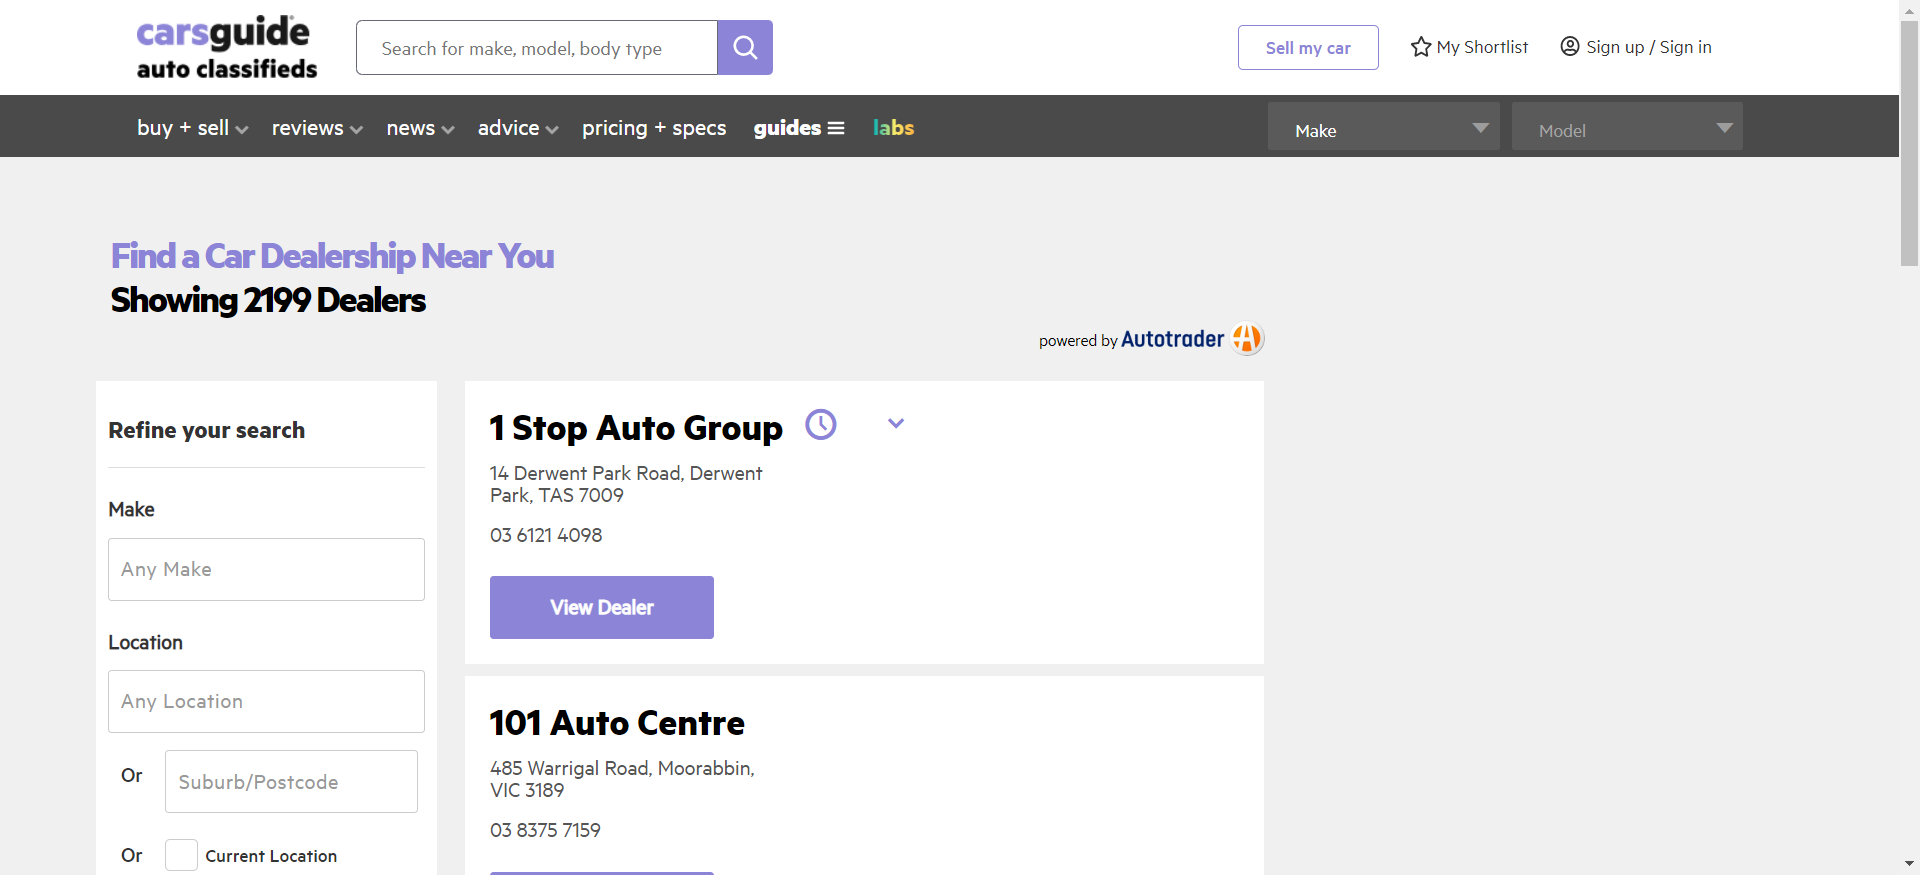 carsguide
auto classifieds
Search for make, model, body type
Sell my car
My Shortlist
Sign up / Sign in
buy + sell
reviews
news
advice
pricing + specs
guides
labs
Make
Model
Find a Car Dealership Near You
Showing 2199 Dealers
powered by Autotrader
Refine your search
Make
Any Make
Location
Any Location
Or
Suburb/Postcode
Or
Current Location
1 Stop Auto Group
14 Derwent Park Road, Derwent
Park, TAS 7009
03 6121 4098
View Dealer
101 Auto Centre
485 Warrigal Road, Moorabbin,
VIC 3189
03 8375 7159